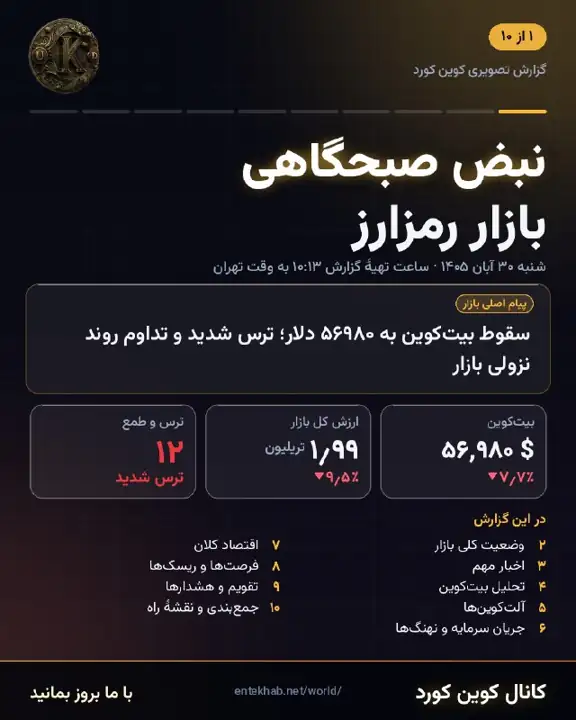 ۱ از ۱۰
گزارش تصویری کوین کورد
نبض صبحگاهی
بازار رمزارز
شنبه ۳۰ آبان ۱۴۰۵ · ساعت تهیهٔ گزارش ۱۰:۱۳ به وقت تهران
پیام اصلی بازار
سقوط بیت‌کوین به ۵۶۹۸۰ دلار؛ ترس شدید و تداوم روند
نزولی بازار
بیت‌کوین
۵۶,۹۸۰ $
▼۷٫۷٪
ارزش کل بازار
۱٫۹۹ تریلیون
▼۹٫۵٪
ترس و طمع
۱۲
ترس شدید
در این گزارش
۲ وضعیت کلی بازار
۳ اخبار مهم
۴ تحلیل بیت‌کوین
۵ آلت‌کوین‌ها
۶ جریان سرمایه و نهنگ‌ها
۷ اقتصاد کلان
۸ فرصت‌ها و ریسک‌ها
۹ تقویم و هشدارها
۱۰ جمع‌بندی و نقشهٔ راه
کانال کوین کورد
entekhab.net/world/
با ما بروز بمانید